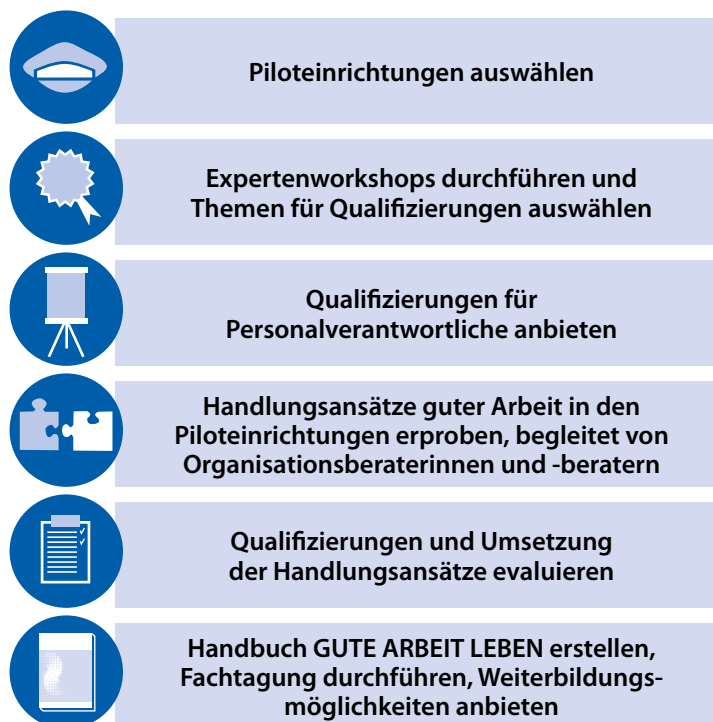 Piloteinrichtungen auswählen
Expertenworkshops durchführen und
Themen für Qualifizierungen auswählen
Qualifizierungen für
Personalverantwortliche anbieten
Handlungsansätze guter Arbeit in den
Piloteinrichtungen erproben, begleitet von
Organisationsberaterinnen und -beratern
Qualifizierungen und Umsetzung
der Handlungsansätze evaluieren
Handbuch GUTE ARBEIT LEBEN erstellen,
Fachtagung durchführen, Weiterbildungs-
möglichkeiten anbieten